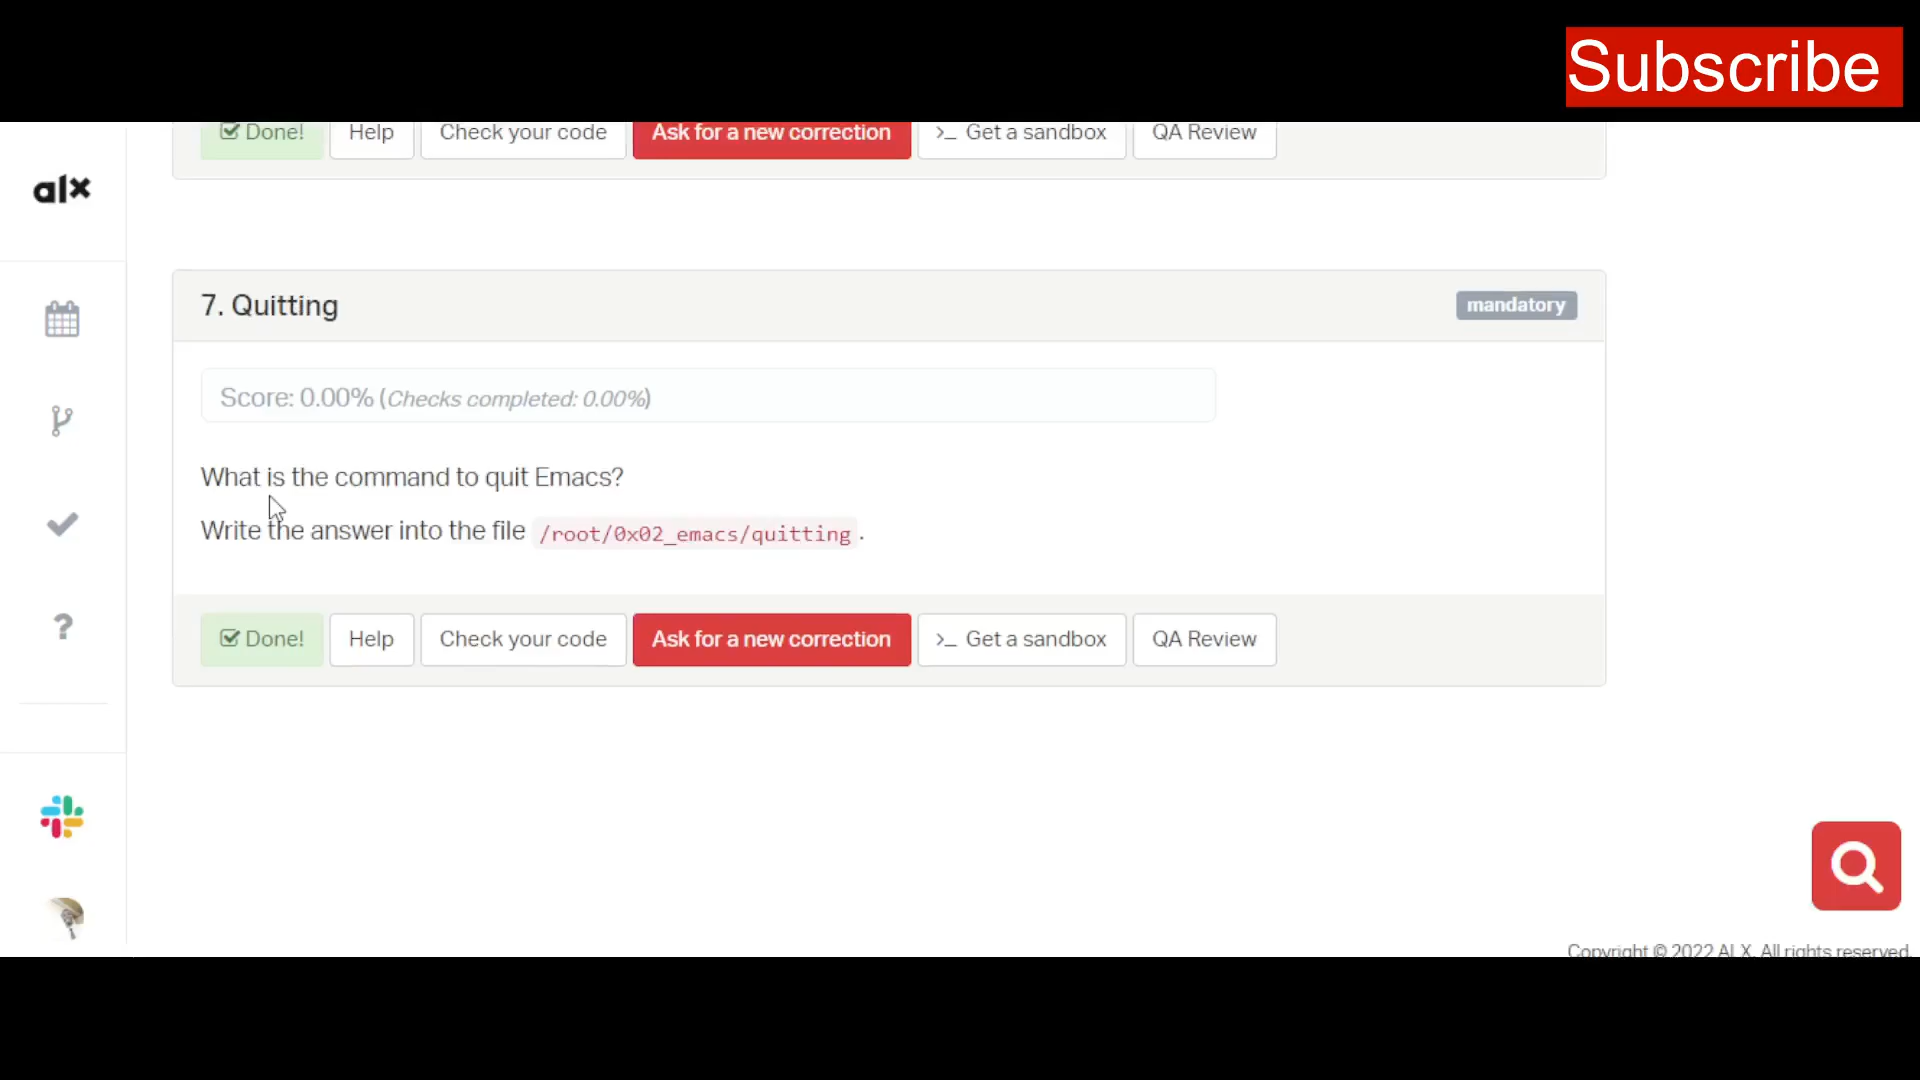 Subscribe
Done! Help Check your code Ask for a new correction >_ Get a sandbox QA Review
alx
7. Quitting mandatory
Score: 0.00% (Checks completed: 0.00%)
What is the command to quit Emacs?
Write the answer into the file /root/0x02_emacs/quitting.
?
Done! Help Check your code Ask for a new correction >_ Get a sandbox QA Review
Copyright © 2022 ALX. All rights reserved.